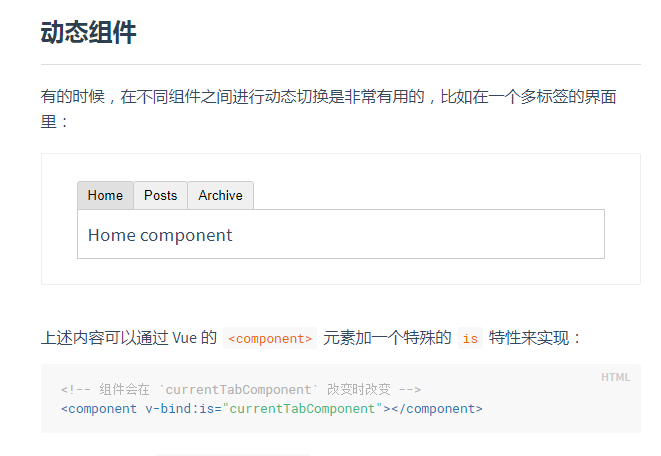 动态组件
有的时候，在不同组件之间进行动态切换是非常有用的，比如在一个多标签的界面
里：
Home Posts Archive
Home component
上述内容可以通过 Vue 的 <component> 元素加一个特殊的 is 特性来实现：
HTML
<!-- 组件会在 `currentTabComponent` 改变时改变 -->
<component v-bind:is="currentTabComponent"></component>